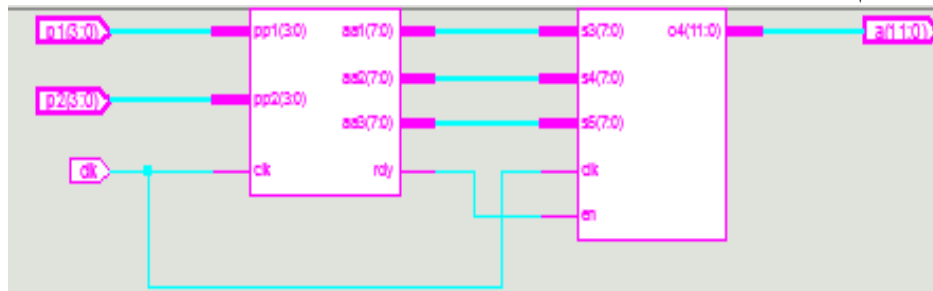 p1(3:0)
pp1(3:0)
aa1(7:0)
s3(7:0)
o4(11:0)
a(11:0)
aa2(7:0)
s4(7:0)
p2(3:0)
pp2(3:0)
aa3(7:0)
s5(7:0)
clk
clk
rdy
clk
en